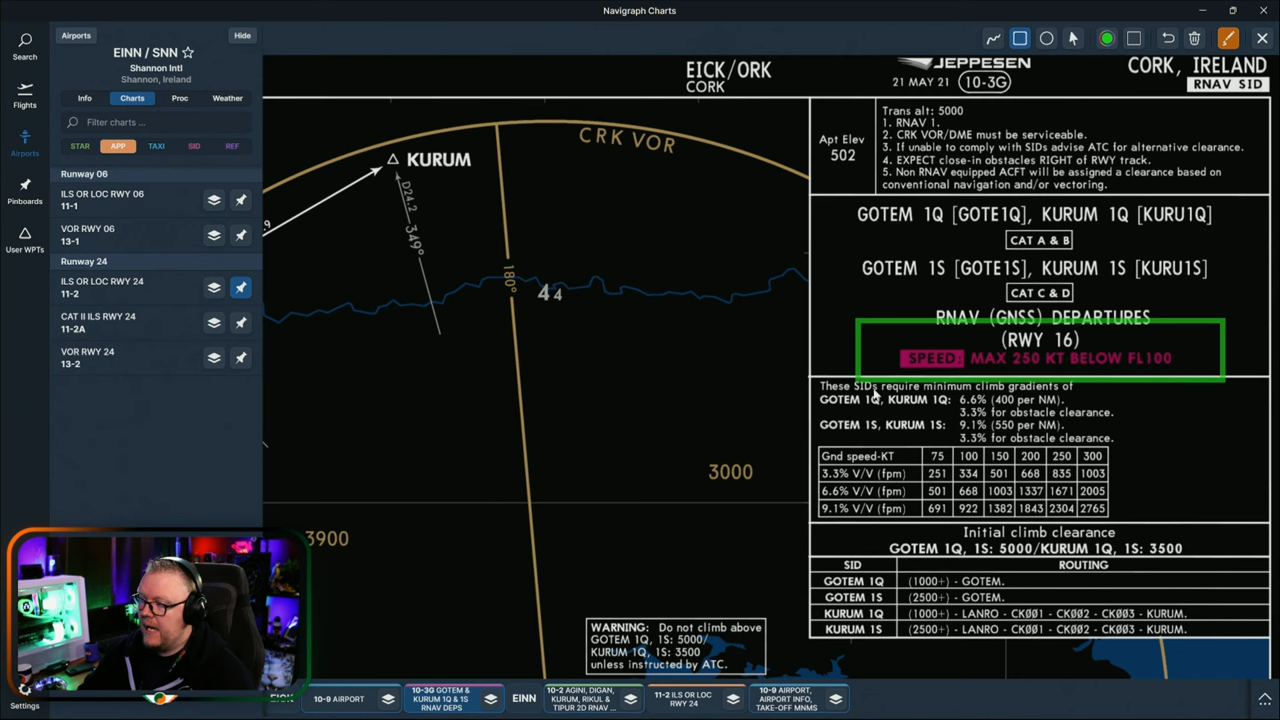 Navigraph Charts
Search
Flights
Airports
Pinboards
User WPTs
Settings
Airports
Hide
EINN / SNN
Shannon Intl
Shannon, Ireland
Info Charts Proc Weather
Filter charts ...
STAR APP TAXI SID REF
Runway 06
ILS OR LOC RWY 06
11-1
VOR RWY 06
13-1
Runway 24
ILS OR LOC RWY 24
11-2
CAT II ILS RWY 24
11-2A
VOR RWY 24
13-2
EICK/ORK
CORK
JEPPESEN
21 MAY 21 10-3G
CORK, IRELAND
RNAV SID
CRK VOR
KURUM
D24.2
349°
9
180°
44
3000
3900
Apt Elev
502
Trans alt: 5000
1. RNAV 1.
2. CRK VOR/DME must be serviceable.
3. If unable to comply with SIDs advise ATC for alternative clearance.
4. EXPECT close-in obstacles RIGHT of RWY track.
5. Non RNAV equipped ACFT will be assigned a clearance based on
conventional navigation and/or vectoring.
GOTEM 1Q [GOTE1Q], KURUM 1Q [KURU1Q]
CAT A & B
GOTEM 1S [GOTE1S], KURUM 1S [KURU1S]
CAT C & D
RNAV (GNSS) DEPARTURES
(RWY 16)
SPEED: MAX 250 KT BELOW FL100
These SIDs require minimum climb gradients of
GOTEM 1Q, KURUM 1Q: 6.6% (400 per NM).
3.3% for obstacle clearance.
GOTEM 1S, KURUM 1S: 9.1% (550 per NM).
3.3% for obstacle clearance.
Gnd speed-KT 75 100 150 200 250 300
3.3% V/V (fpm) 251 334 501 668 835 1003
6.6% V/V (fpm) 501 668 1003 1337 1671 2005
9.1% V/V (fpm) 691 922 1382 1843 2304 2765
Initial climb clearance
GOTEM 1Q, 1S: 5000/KURUM 1Q, 1S: 3500
SID ROUTING
GOTEM 1Q (1000+) - GOTEM.
GOTEM 1S (2500+) - GOTEM.
KURUM 1Q (1000+) - LANRO - CK001 - CK002 - CK003 - KURUM.
KURUM 1S (2500+) - LANRO - CK001 - CK002 - CK003 - KURUM.
WARNING: Do not climb above
GOTEM 1Q, 1S: 5000/
KURUM 1Q, 1S: 3500
unless instructed by ATC.
EICK
10-9 AIRPORT
10-3G GOTEM &
KURUM 1Q & 1S
RNAV DEPS
EINN
10-2 AGINI, DIGAN,
KURUM, RIKUL &
TIPUR 2D RNAV ...
11-2 ILS OR LOC
RWY 24
10-9 AIRPORT,
AIRPORT INFO,
TAKE-OFF MNMS